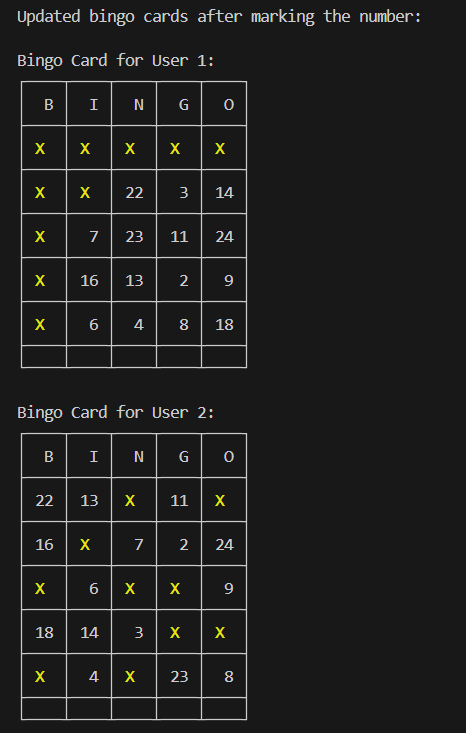 Updated bingo cards after marking the number:
Bingo Card for User 1:
B I N G O
X X X X X
X X 22 3 14
X 7 23 11 24
X 16 13 2 9
X 6 4 8 18
Bingo Card for User 2:
B I N G O
22 13 X 11 X
16 X 7 2 24
X 6 X X 9
18 14 3 X X
X 4 X 23 8